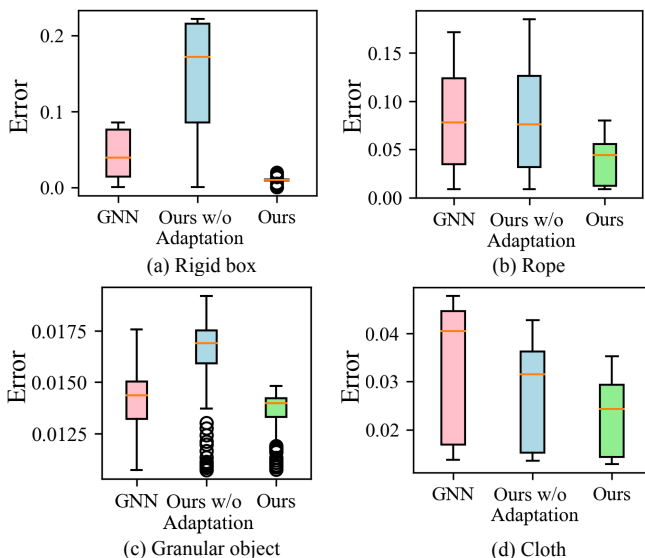 0.2
0.1
0.0
Error
GNN
Ours w/o
Adaptation
Ours
(a) Rigid box
0.15
0.10
0.05
0.00
Error
GNN
Ours w/o
Adaptation
Ours
(b) Rope
0.0175
0.0150
0.0125
Error
GNN
Ours w/o
Adaptation
Ours
(c) Granular object
0.04
0.03
0.02
Error
GNN
Ours w/o
Adaptation
Ours
(d) Cloth